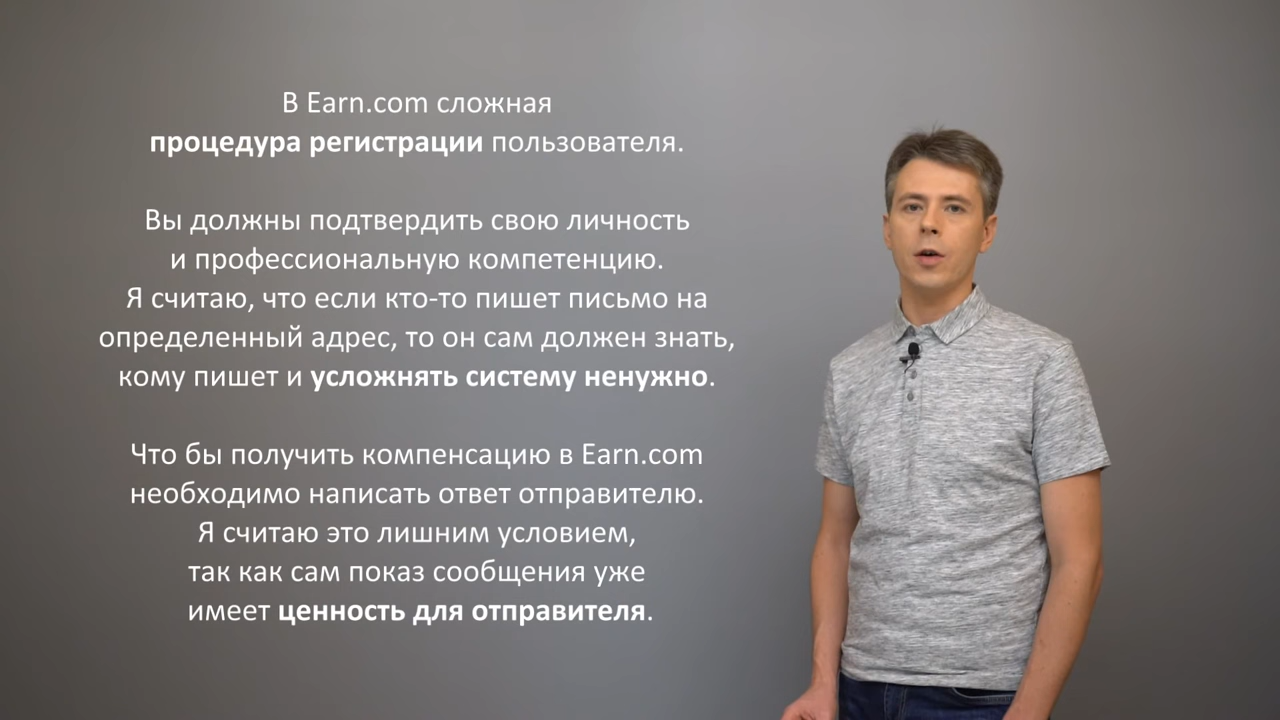 В Earn.com сложная
процедура регистрации пользователя.
Вы должны подтвердить свою личность
и профессиональную компетенцию.
Я считаю, что если кто-то пишет письмо на
определенный адрес, то он сам должен знать,
кому пишет и усложнять систему ненужно.
Что бы получить компенсацию в Earn.com
необходимо написать ответ отправителю.
Я считаю это лишним условием,
так как сам показ сообщения уже
имеет ценность для отправителя.